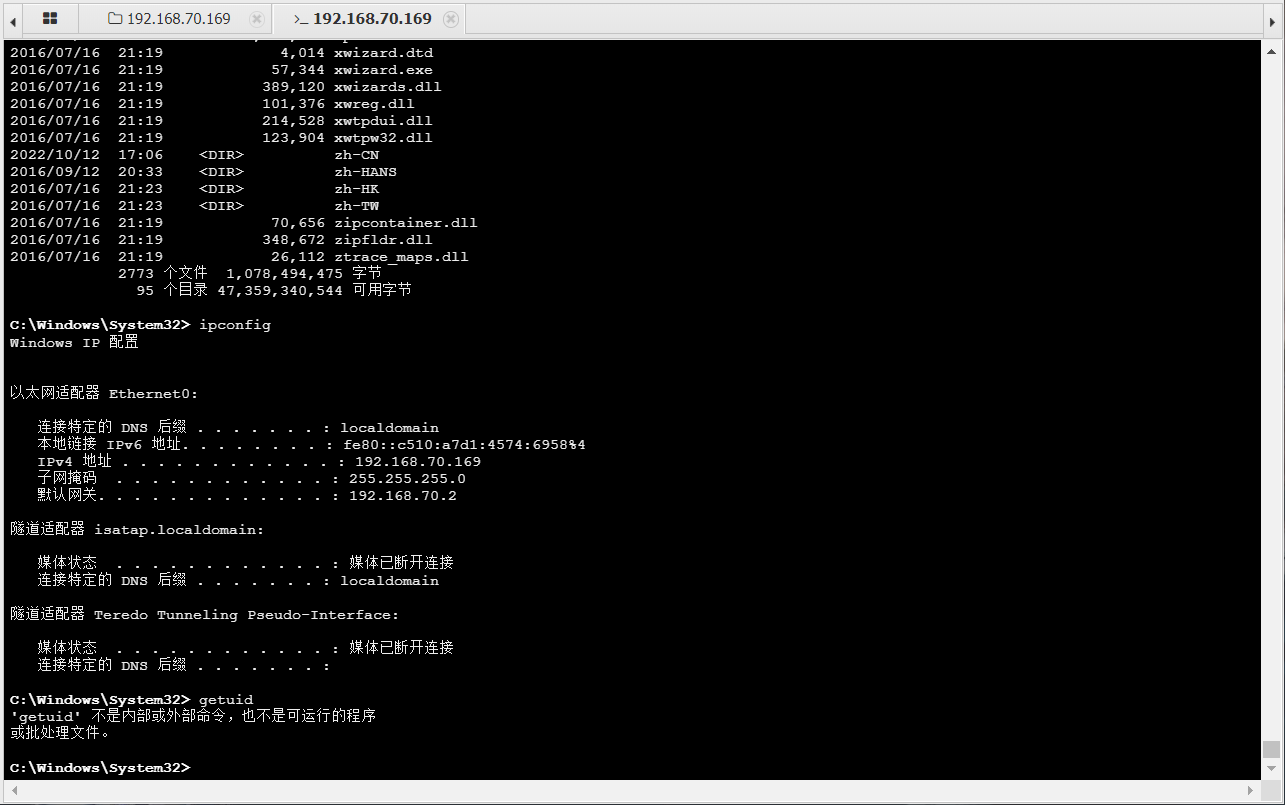 192.168.70.169 192.168.70.169
2016/07/16 21:19 4,014 xwizard.dtd
2016/07/16 21:19 57,344 xwizard.exe
2016/07/16 21:19 389,120 xwizards.dll
2016/07/16 21:19 101,376 xwreg.dll
2016/07/16 21:19 214,528 xwtpdui.dll
2016/07/16 21:19 123,904 xwtpw32.dll
2022/10/12 17:06 <DIR> zh-CN
2016/09/12 20:33 <DIR> zh-HANS
2016/07/16 21:23 <DIR> zh-HK
2016/07/16 21:23 <DIR> zh-TW
2016/07/16 21:19 70,656 zipcontainer.dll
2016/07/16 21:19 348,672 zipfldr.dll
2016/07/16 21:19 26,112 ztrace_maps.dll
2773 个文件 1,078,494,475 字节
95 个目录 47,359,340,544 可用字节
C:\Windows\System32> ipconfig
Windows IP 配置
以太网适配器 Ethernet0:
连接特定的 DNS 后缀 . . . . . . . : localdomain
本地链接 IPv6 地址. . . . . . . . : fe80::c510:a7d1:4574:6958%4
IPv4 地址 . . . . . . . . . . . . : 192.168.70.169
子网掩码 . . . . . . . . . . . . : 255.255.255.0
默认网关. . . . . . . . . . . . . : 192.168.70.2
隧道适配器 isatap.localdomain:
媒体状态 . . . . . . . . . . . . : 媒体已断开连接
连接特定的 DNS 后缀 . . . . . . . : localdomain
隧道适配器 Teredo Tunneling Pseudo-Interface:
媒体状态 . . . . . . . . . . . . : 媒体已断开连接
连接特定的 DNS 后缀 . . . . . . . :
C:\Windows\System32> getuid
'getuid' 不是内部或外部命令，也不是可运行的程序
或批处理文件。
C:\Windows\System32>